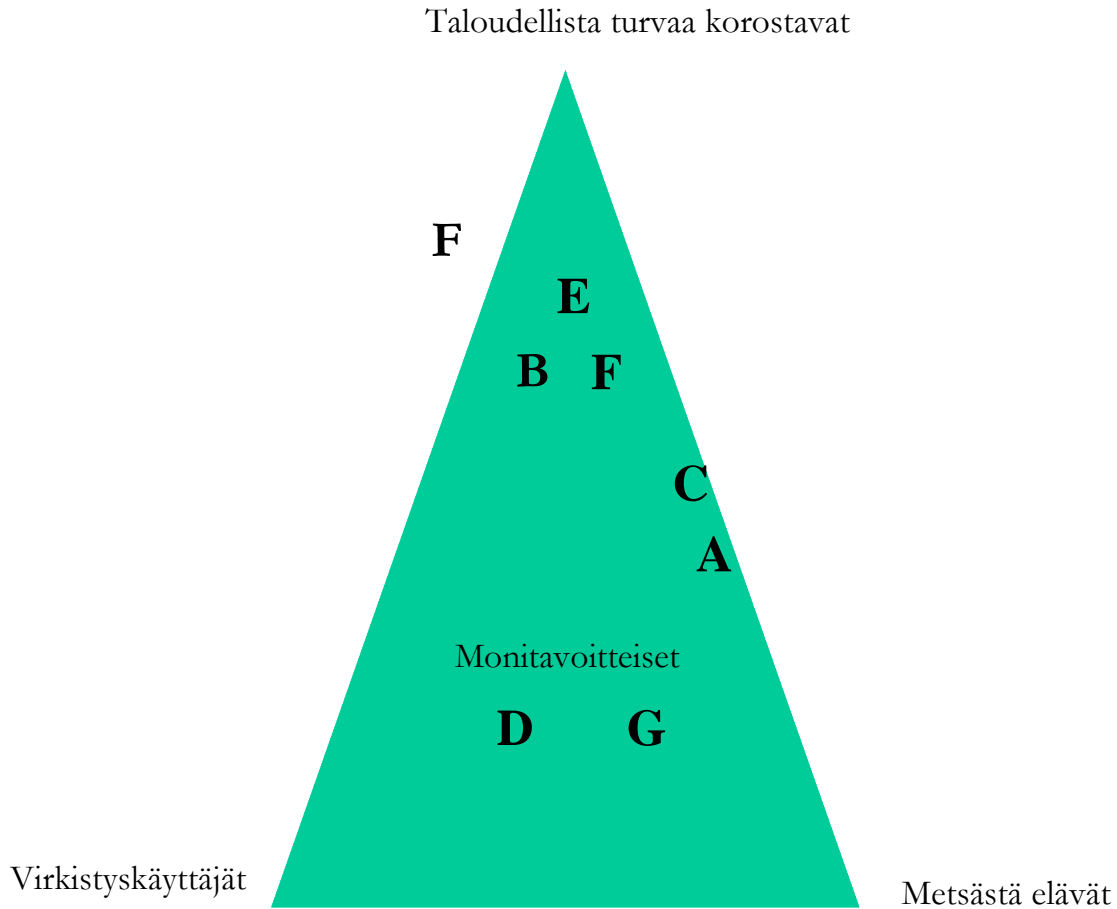 Taloudellista turvaa korostavat
F
E
B F
C
A
Monitavoitteiset
D G
Virkistyskäyttäjät
Metsästä elävät